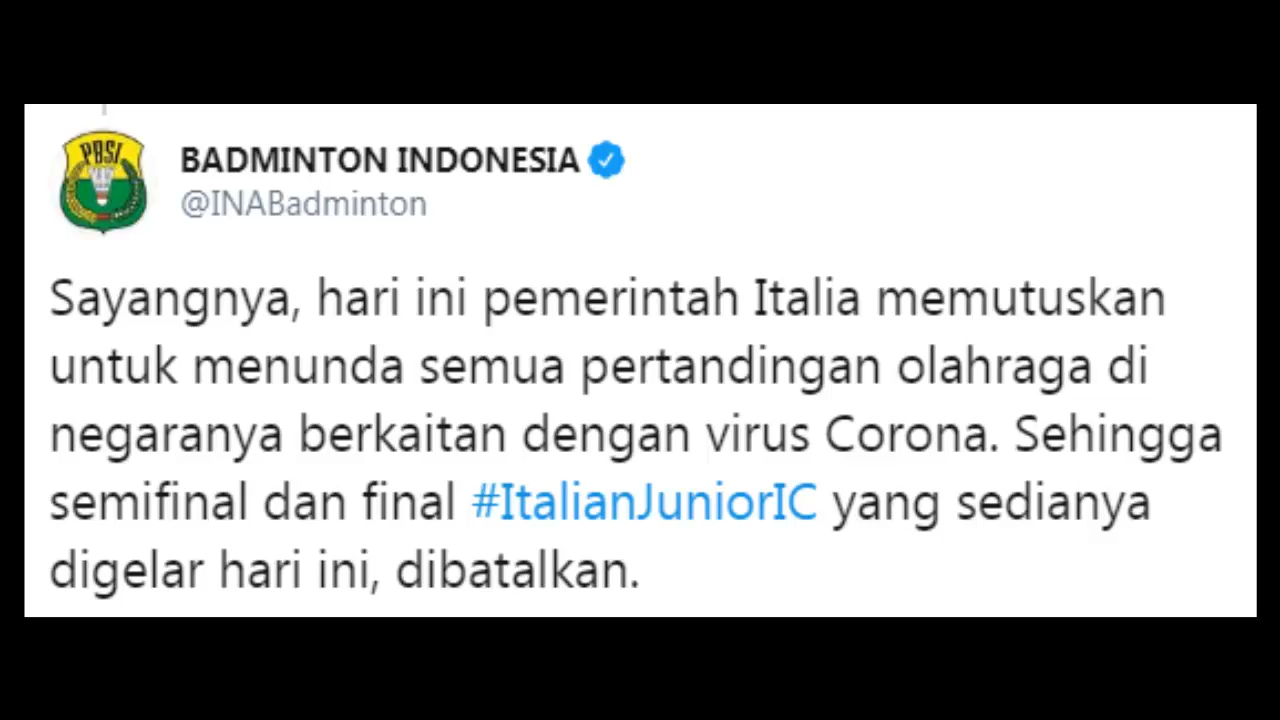 PBSI
BADMINTON INDONESIA
@INABadminton
Sayangnya, hari ini pemerintah Italia memutuskan
untuk menunda semua pertandingan olahraga di
negaranya berkaitan dengan virus Corona. Sehingga
semifinal dan final #ItalianJuniorIC yang sedianya
digelar hari ini, dibatalkan.